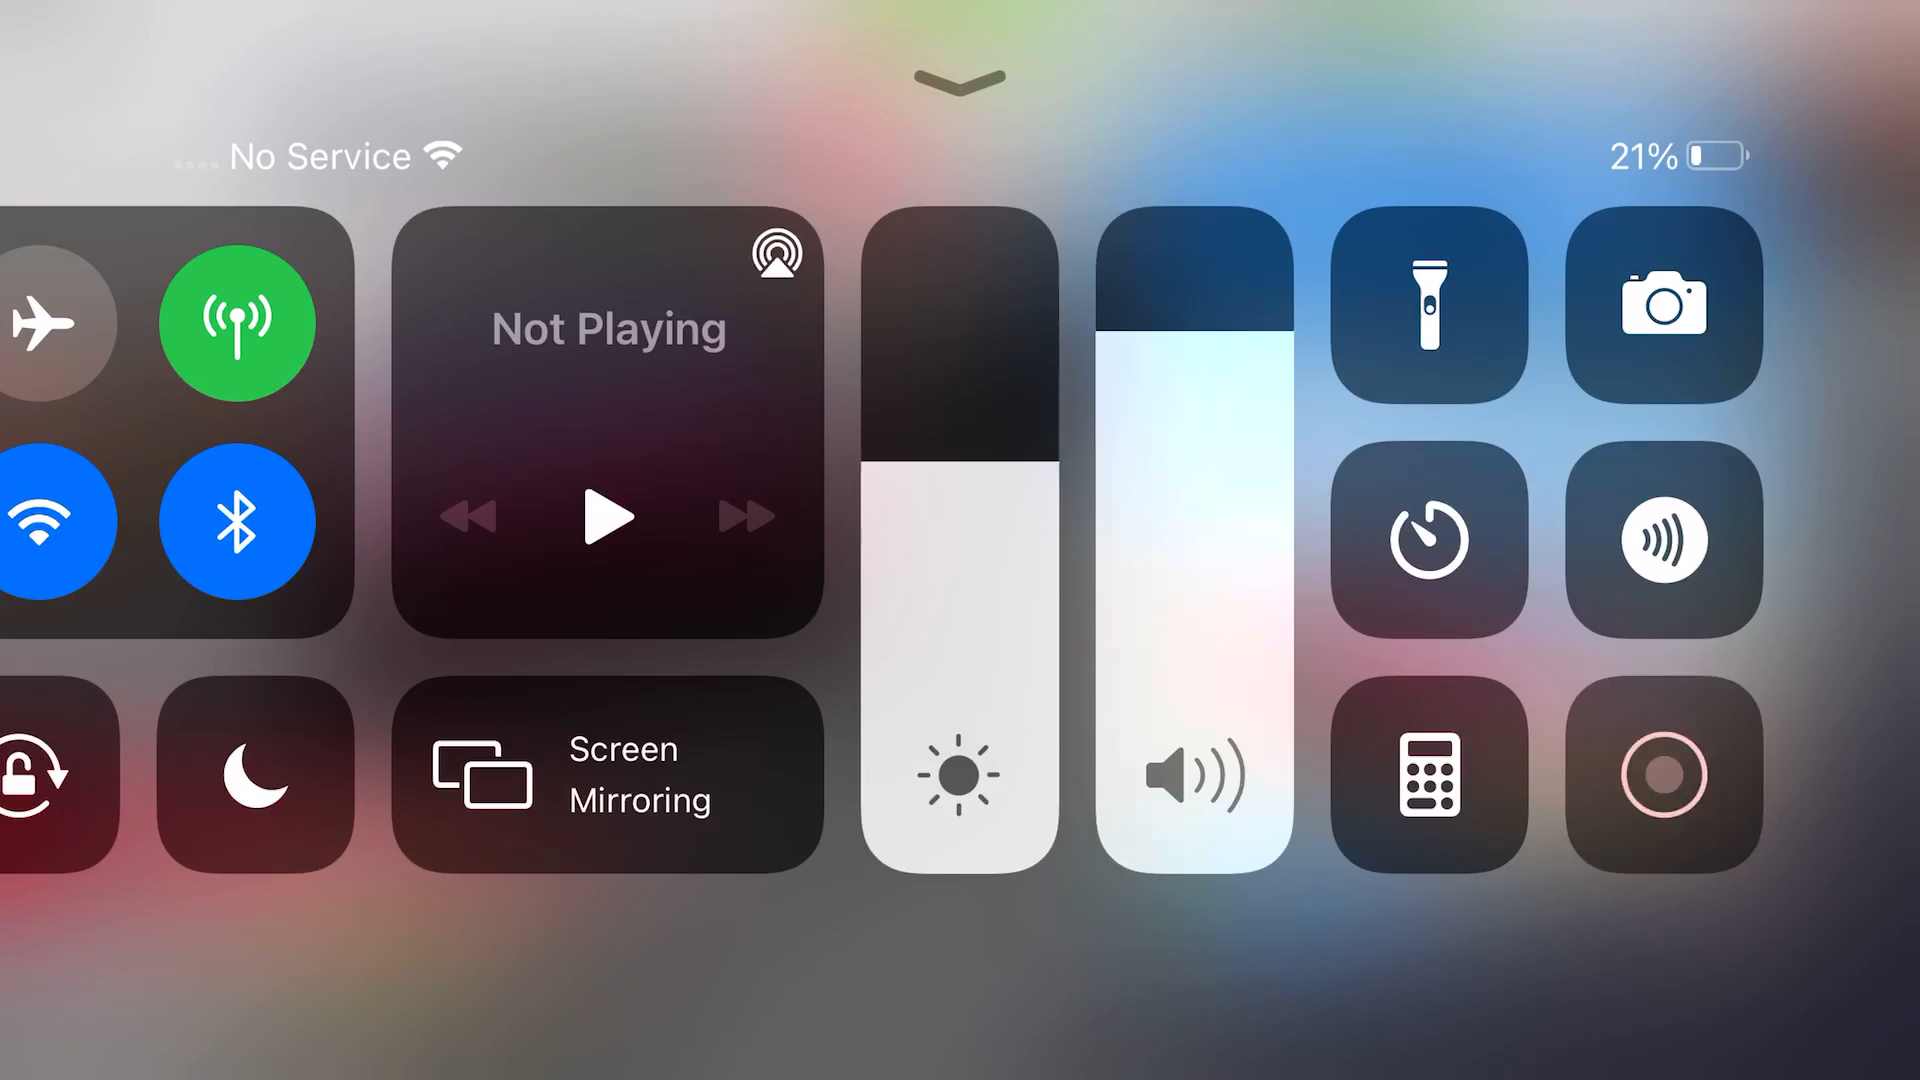 No Service
21%
Not Playing
Screen
Mirroring